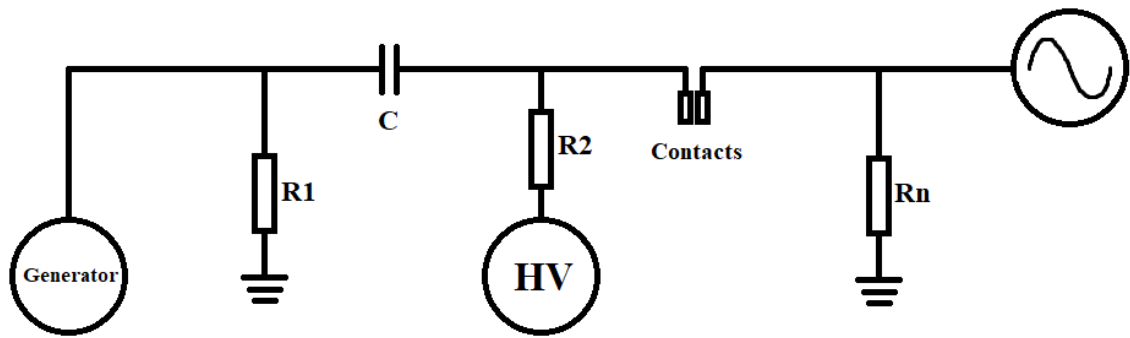 C
R2
Contacts
R1
Rn
Generator
HV